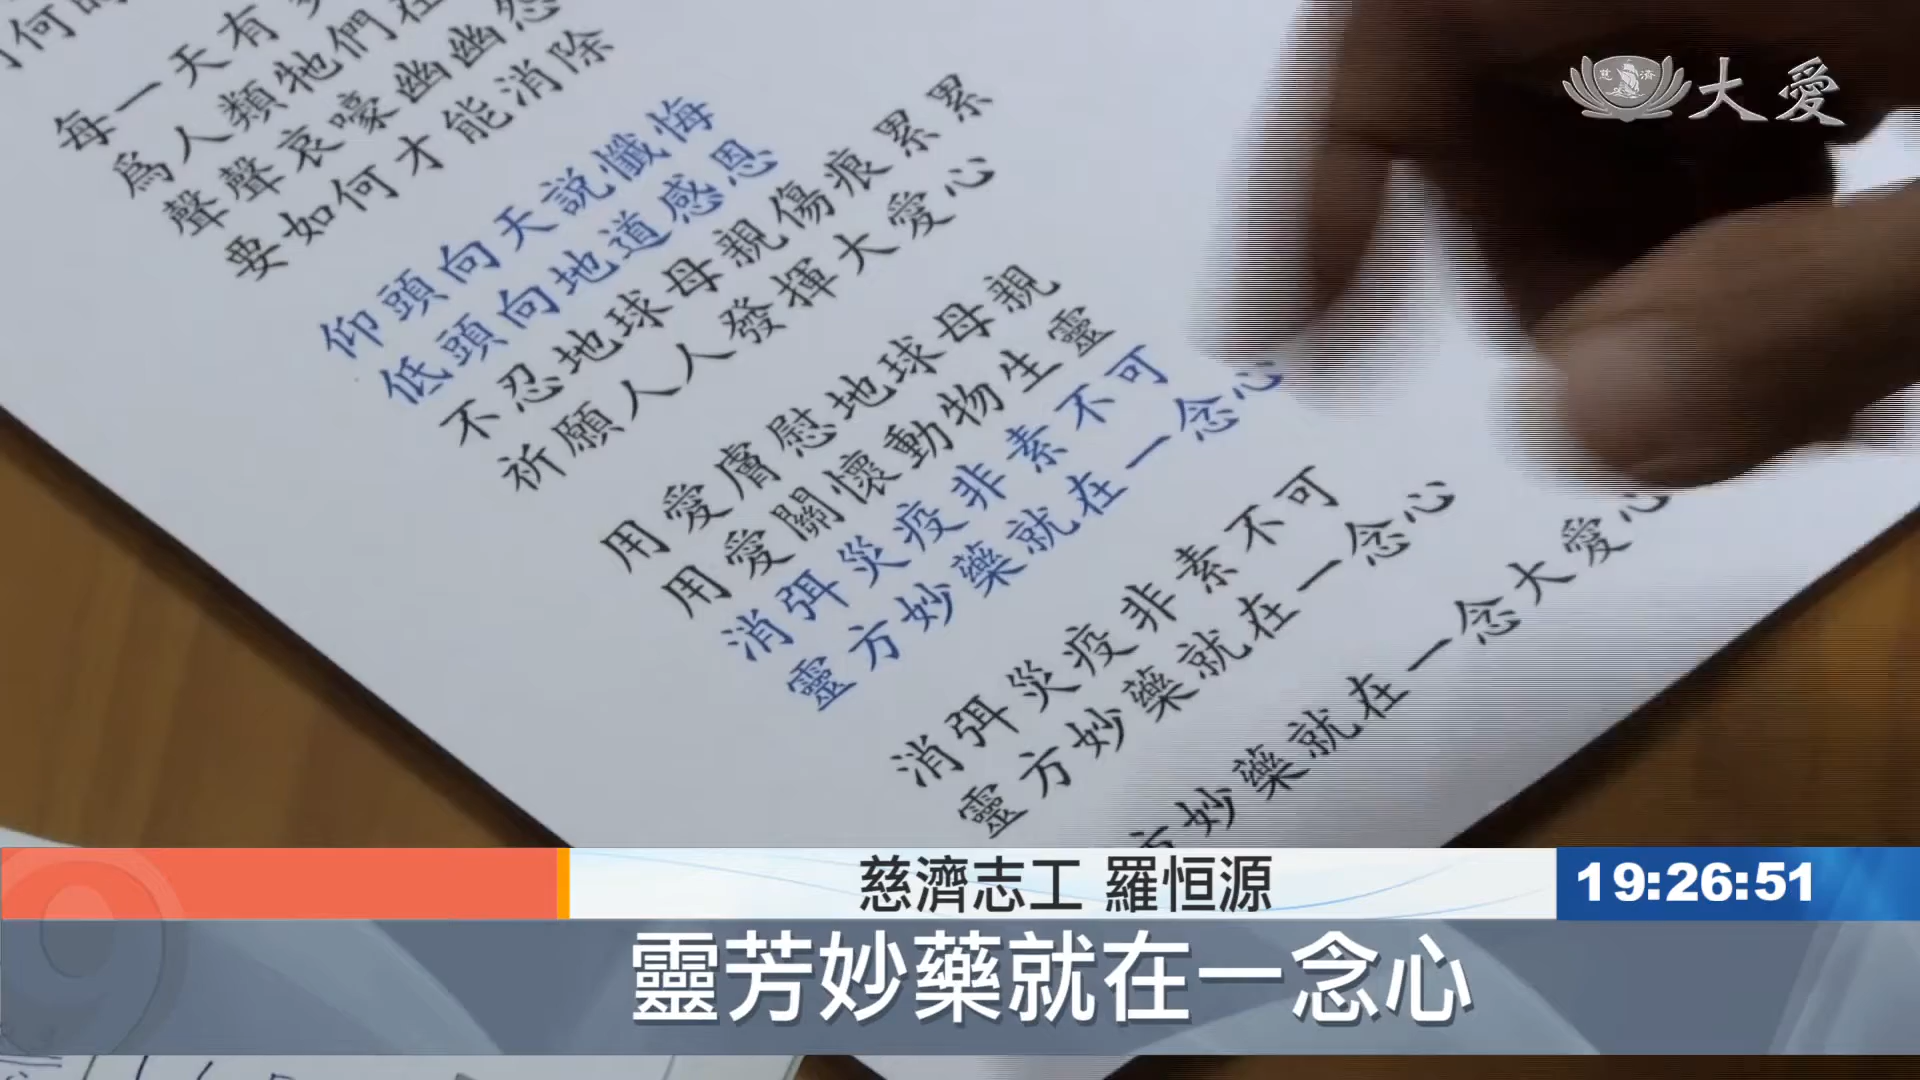 大愛
慈濟
每一天有
爲人類牠們在
聲聲哀嚎幽幽怨
要如何才能消除
仰頭向天説懺悔
低頭向地道感恩
不忍地球母親傷痕累累
祈願人人發揮大愛心
用愛膚慰地球母親
用愛關懷動物生靈
消弭災疫非素不可
靈方妙藥就在一念心
消弭災疫非素不可
靈方妙藥就在一念心
方妙藥就在一念大愛心
慈濟志工 羅恒源
19:26:51
靈芳妙藥就在一念心